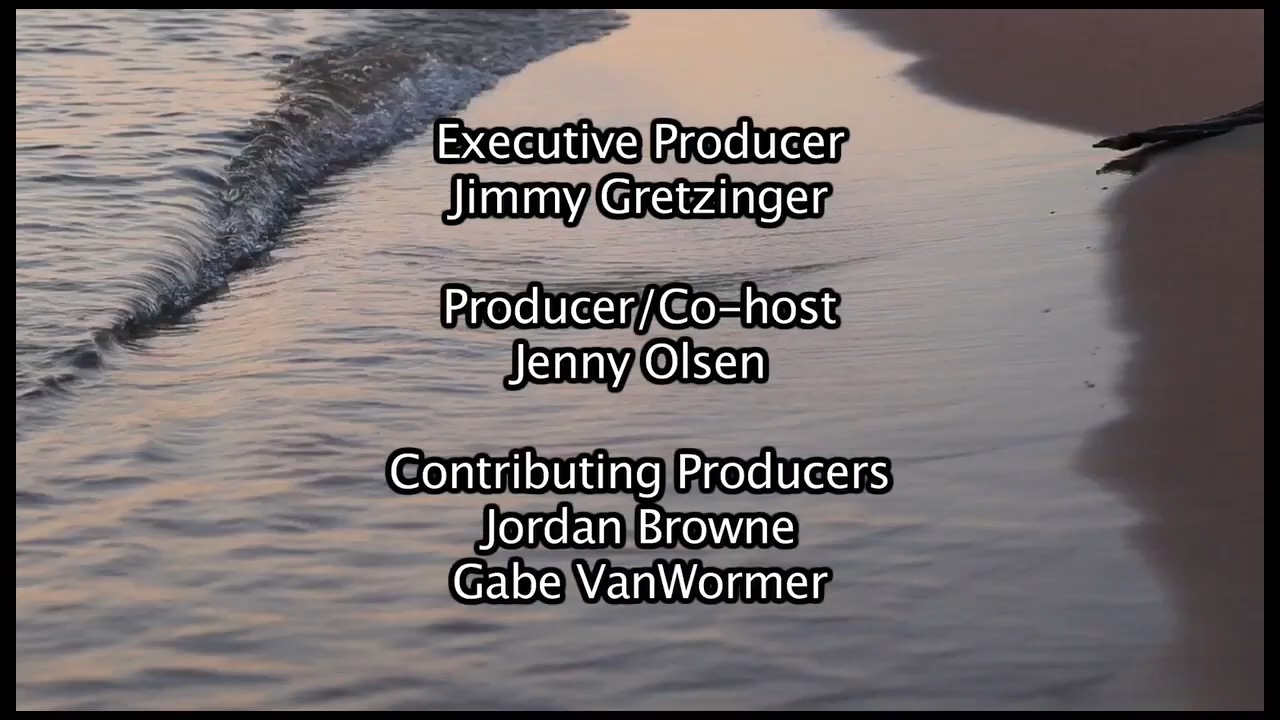 Executive Producer
Jimmy Gretzinger
Producer/Co-host
Jenny Olsen
Contributing Producers
Jordan Browne
Gabe VanWormer